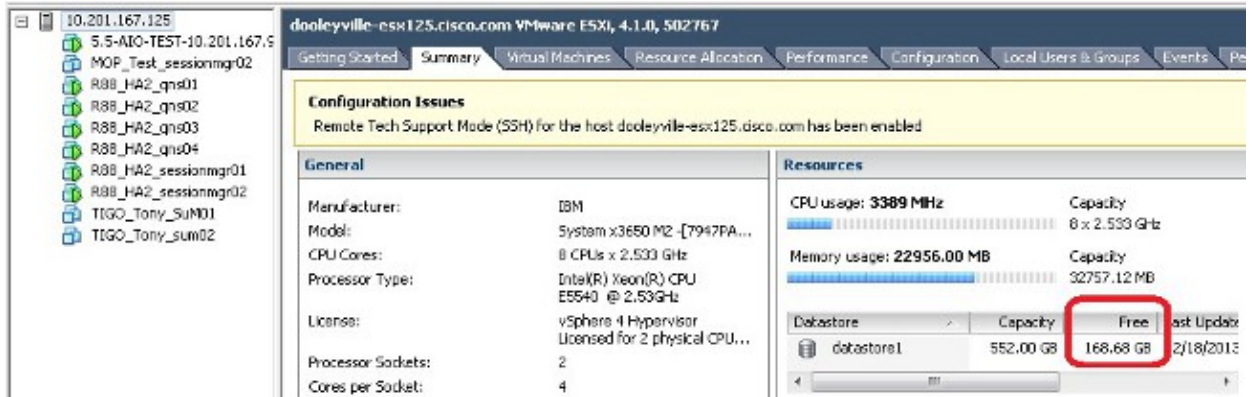 10.201.167.125
5.5-AIO-TEST-10.201.167.9
MOP_Test_sessionmgr02
R88_HA2_qns01
R88_HA2_qns02
R88_HA2_qns03
R88_HA2_qns04
R88_HA2_sessionmgr01
R88_HA2_sessionmgr02
TIGO_Tony_SuM01
TIGO_Tony_sum02
dooleyville-esx125.cisco.com VMware ESXi, 4.1.0, 502767
Getting Started Summary Virtual Machines Resource Allocation Performance Configuration Local Users & Groups Events Pe
Configuration Issues
Remote Tech Support Mode (SSH) for the host dooleyville-esx125.cisco.com has been enabled
General
Manufacturer: IBM
Model: System x3650 M2 -[7947PA...
CPU Cores: 8 CPUs x 2.533 GHz
Processor Type: Intel(R) Xeon(R) CPU
E5540 @ 2.53GHz
License: vSphere 4 Hypervisor
Licensed for 2 physical CPU...
Processor Sockets: 2
Cores per Socket: 4
Resources
CPU usage: 3389 MHz Capacity
8 x 2.533 GHz
Memory usage: 22956.00 MB Capacity
32757.12 MB
Datastore Capacity Free ast Update
datastore1 552.00 GB 168.68 GB 2/18/2013